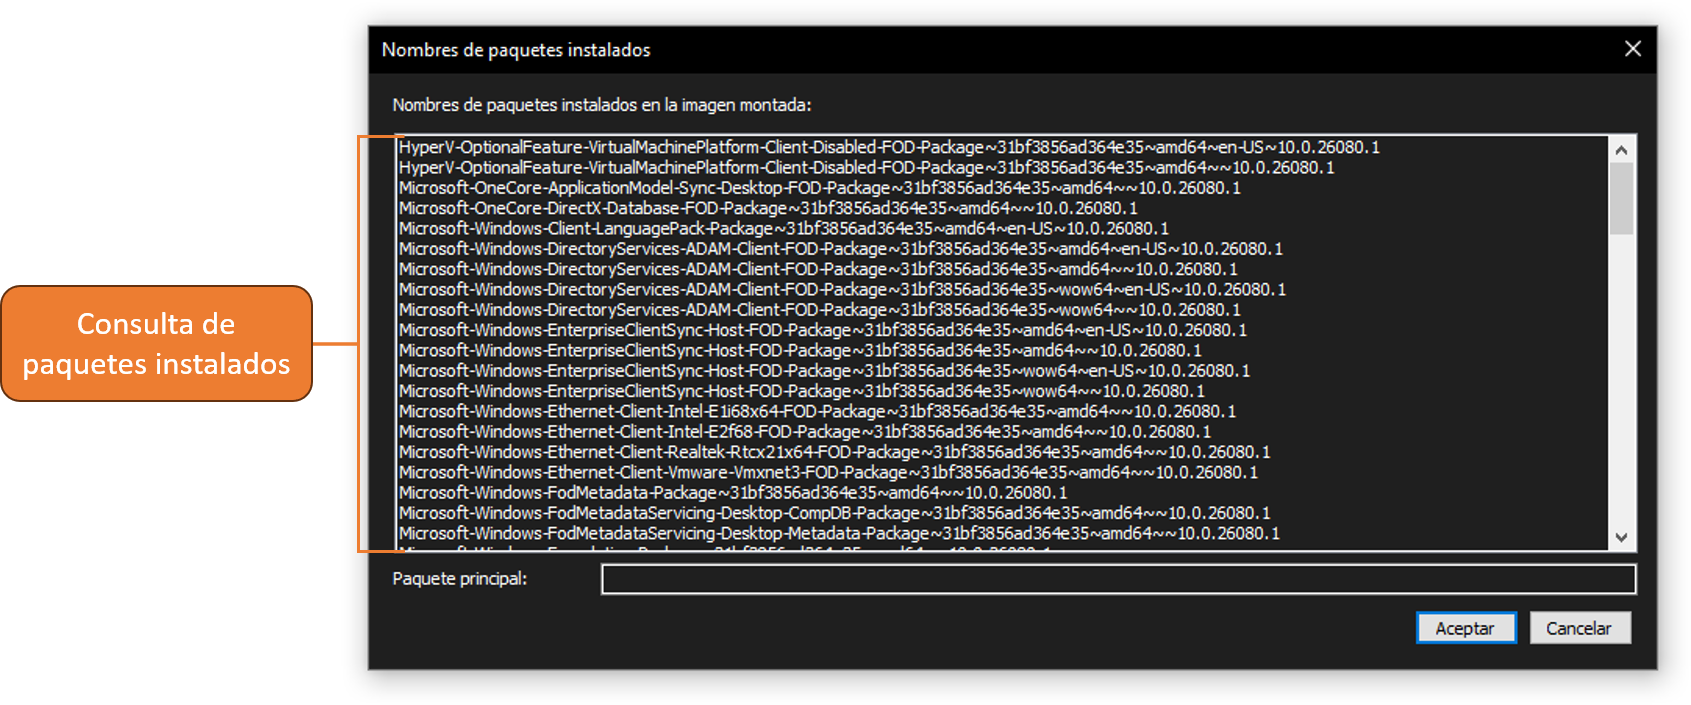 Nombres de paquetes instalados
Nombres de paquetes instalados en la imagen montada:
HyperV-OptionalFeature-VirtualMachinePlatform-Client-Disabled-FOD-Package~31bf3856ad364e35~amd64~en-US~10.0.26080.1
HyperV-OptionalFeature-VirtualMachinePlatform-Client-Disabled-FOD-Package~31bf3856ad364e35~amd64~~10.0.26080.1
Microsoft-OneCore-ApplicationModel-Sync-Desktop-FOD-Package~31bf3856ad364e35~amd64~~10.0.26080.1
Microsoft-OneCore-DirectX-Database-FOD-Package~31bf3856ad364e35~amd64~~10.0.26080.1
Microsoft-Windows-Client-LanguagePack-Package~31bf3856ad364e35~amd64~en-US~10.0.26080.1
Microsoft-Windows-DirectoryServices-ADAM-Client-FOD-Package~31bf3856ad364e35~amd64~en-US~10.0.26080.1
Microsoft-Windows-DirectoryServices-ADAM-Client-FOD-Package~31bf3856ad364e35~amd64~~10.0.26080.1
Microsoft-Windows-DirectoryServices-ADAM-Client-FOD-Package~31bf3856ad364e35~wow64~en-US~10.0.26080.1
Microsoft-Windows-DirectoryServices-ADAM-Client-FOD-Package~31bf3856ad364e35~wow64~~10.0.26080.1
Microsoft-Windows-EnterpriseClientSync-Host-FOD-Package~31bf3856ad364e35~amd64~en-US~10.0.26080.1
Microsoft-Windows-EnterpriseClientSync-Host-FOD-Package~31bf3856ad364e35~amd64~~10.0.26080.1
Microsoft-Windows-EnterpriseClientSync-Host-FOD-Package~31bf3856ad364e35~wow64~en-US~10.0.26080.1
Microsoft-Windows-EnterpriseClientSync-Host-FOD-Package~31bf3856ad364e35~wow64~~10.0.26080.1
Microsoft-Windows-Ethernet-Client-Intel-E1i68x64-FOD-Package~31bf3856ad364e35~amd64~~10.0.26080.1
Microsoft-Windows-Ethernet-Client-Intel-E2f68-FOD-Package~31bf3856ad364e35~amd64~~10.0.26080.1
Microsoft-Windows-Ethernet-Client-Realtek-Rtcx21x64-FOD-Package~31bf3856ad364e35~amd64~~10.0.26080.1
Microsoft-Windows-Ethernet-Client-Vmware-Vmxnet3-FOD-Package~31bf3856ad364e35~amd64~~10.0.26080.1
Microsoft-Windows-FodMetadata-Package~31bf3856ad364e35~amd64~~10.0.26080.1
Microsoft-Windows-FodMetadataServicing-Desktop-CompDB-Package~31bf3856ad364e35~amd64~~10.0.26080.1
Microsoft-Windows-FodMetadataServicing-Desktop-Metadata-Package~31bf3856ad364e35~amd64~~10.0.26080.1
Paquete principal:
Aceptar
Cancelar
Consulta de
paquetes instalados